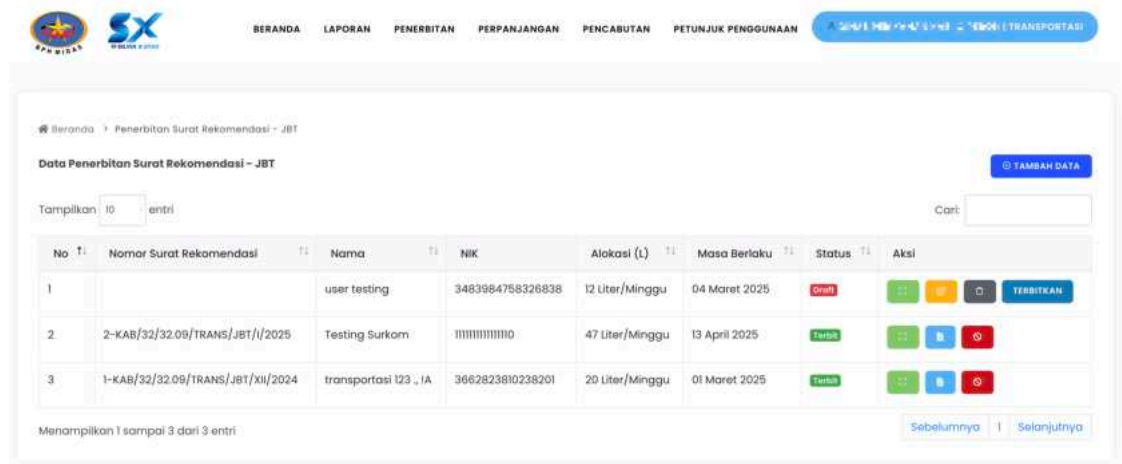 BPH MIGAS
SX
BERANDA LAPORAN PENERBITAN PERPANJANGAN PENCABUTAN PETUNJUK PENGGUNAAN | TRANSPORTASI
Beranda > Penerbitan Surat Rekomendasi - JBT
Data Penerbitan Surat Rekomendasi - JBT
TAMBAH DATA
Tampilkan 10 entri Cari:
No Nomor Surat Rekomendasi Nama NIK Alokasi (L) Masa Berlaku Status Aksi
1 user testing 3483984758326838 12 Liter/Minggu 04 Maret 2025 Draft TERBITKAN
2 2-KAB/32/32.09/TRANS/JBT/I/2025 Testing Surkom 47 Liter/Minggu 13 April 2025 Terbit
3 1-KAB/32/32.09/TRANS/JBT/XII/2024 transportasi 123 ., !A 3662823810238201 20 Liter/Minggu 01 Maret 2025 Terbit
Menampilkan 1 sampai 3 dari 3 entri
Sebelumnya 1 Selanjutnya